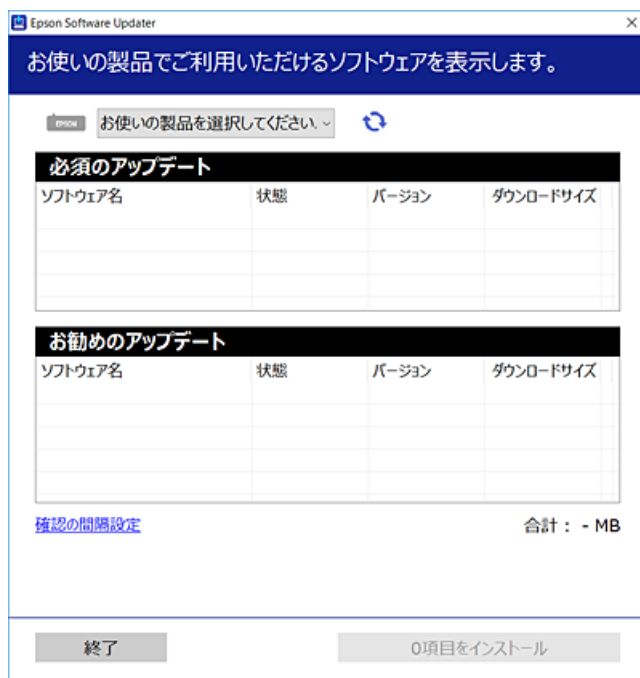 Epson Software Updater
お使いの製品でご利用いただけるソフトウェアを表示します。
EPSON お使いの製品を選択してください.
必須のアップデート
ソフトウェア名 状態 バージョン ダウンロードサイズ
お勧めのアップデート
ソフトウェア名 状態 バージョン ダウンロードサイズ
確認の間隔設定 合計： - MB
終了 0項目をインストール